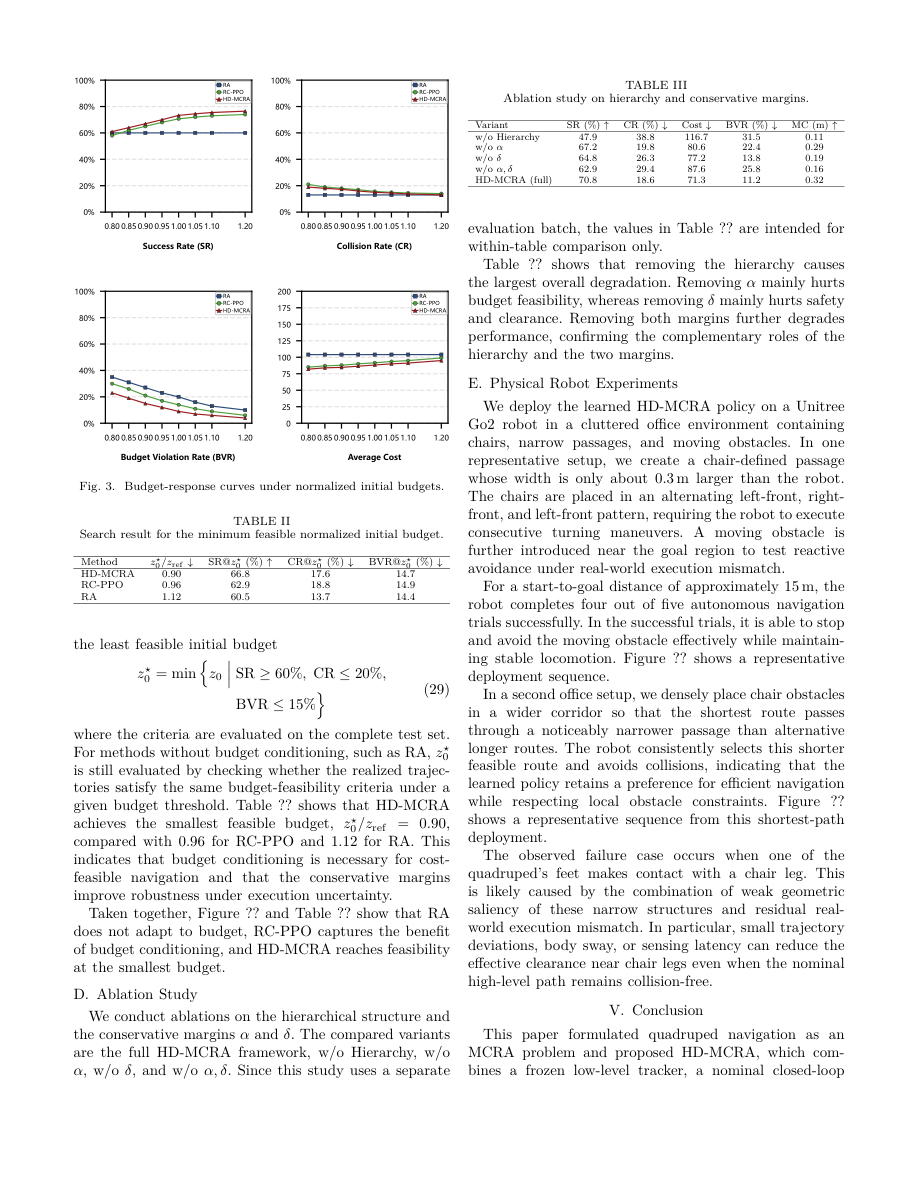 100%
80%
60%
40%
20%
0%
RA
RC-PPO
HD-MCRA
0.80 0.85 0.90 0.95 1.00 1.05 1.10 1.20
Success Rate (SR)
100%
80%
60%
40%
20%
0%
RA
RC-PPO
HD-MCRA
0.80 0.85 0.90 0.95 1.00 1.05 1.10 1.20
Collision Rate (CR)
100%
80%
60%
40%
20%
0%
RA
RC-PPO
HD-MCRA
0.80 0.85 0.90 0.95 1.00 1.05 1.10 1.20
Budget Violation Rate (BVR)
200
175
150
125
100
75
50
25
0
RA
RC-PPO
HD-MCRA
0.80 0.85 0.90 0.95 1.00 1.05 1.10 1.20
Average Cost
Fig. 3. Budget-response curves under normalized initial budgets.
TABLE II
Search result for the minimum feasible normalized initial budget.
Method z₀⋆/z_ref ↓ SR@z₀⋆ (%) ↑ CR@z₀⋆ (%) ↓ BVR@z₀⋆ (%) ↓
HD-MCRA 0.90 66.8 17.6 14.7
RC-PPO 0.96 62.9 18.8 14.9
RA 1.12 60.5 13.7 14.4
the least feasible initial budget
z₀⋆ = min { z₀ | SR ≥ 60%, CR ≤ 20%,
BVR ≤ 15% } (29)
where the criteria are evaluated on the complete test set.
For methods without budget conditioning, such as RA, z₀⋆
is still evaluated by checking whether the realized trajec-
tories satisfy the same budget-feasibility criteria under a
given budget threshold. Table ?? shows that HD-MCRA
achieves the smallest feasible budget, z₀⋆/z_ref = 0.90,
compared with 0.96 for RC-PPO and 1.12 for RA. This
indicates that budget conditioning is necessary for cost-
feasible navigation and that the conservative margins
improve robustness under execution uncertainty.
Taken together, Figure ?? and Table ?? show that RA
does not adapt to budget, RC-PPO captures the benefit
of budget conditioning, and HD-MCRA reaches feasibility
at the smallest budget.
D. Ablation Study
We conduct ablations on the hierarchical structure and
the conservative margins α and δ. The compared variants
are the full HD-MCRA framework, w/o Hierarchy, w/o
α, w/o δ, and w/o α, δ. Since this study uses a separate
TABLE III
Ablation study on hierarchy and conservative margins.
Variant SR (%) ↑ CR (%) ↓ Cost ↓ BVR (%) ↓ MC (m) ↑
w/o Hierarchy 47.9 38.8 116.7 31.5 0.11
w/o α 67.2 19.8 80.6 22.4 0.29
w/o δ 64.8 26.3 77.2 13.8 0.19
w/o α, δ 62.9 29.4 87.6 25.8 0.16
HD-MCRA (full) 70.8 18.6 71.3 11.2 0.32
evaluation batch, the values in Table ?? are intended for
within-table comparison only.
Table ?? shows that removing the hierarchy causes
the largest overall degradation. Removing α mainly hurts
budget feasibility, whereas removing δ mainly hurts safety
and clearance. Removing both margins further degrades
performance, confirming the complementary roles of the
hierarchy and the two margins.
E. Physical Robot Experiments
We deploy the learned HD-MCRA policy on a Unitree
Go2 robot in a cluttered office environment containing
chairs, narrow passages, and moving obstacles. In one
representative setup, we create a chair-defined passage
whose width is only about 0.3 m larger than the robot.
The chairs are placed in an alternating left-front, right-
front, and left-front pattern, requiring the robot to execute
consecutive turning maneuvers. A moving obstacle is
further introduced near the goal region to test reactive
avoidance under real-world execution mismatch.
For a start-to-goal distance of approximately 15 m, the
robot completes four out of five autonomous navigation
trials successfully. In the successful trials, it is able to stop
and avoid the moving obstacle effectively while maintain-
ing stable locomotion. Figure ?? shows a representative
deployment sequence.
In a second office setup, we densely place chair obstacles
in a wider corridor so that the shortest route passes
through a noticeably narrower passage than alternative
longer routes. The robot consistently selects this shorter
feasible route and avoids collisions, indicating that the
learned policy retains a preference for efficient navigation
while respecting local obstacle constraints. Figure ??
shows a representative sequence from this shortest-path
deployment.
The observed failure case occurs when one of the
quadruped's feet makes contact with a chair leg. This
is likely caused by the combination of weak geometric
saliency of these narrow structures and residual real-
world execution mismatch. In particular, small trajectory
deviations, body sway, or sensing latency can reduce the
effective clearance near chair legs even when the nominal
high-level path remains collision-free.
V. Conclusion
This paper formulated quadruped navigation as an
MCRA problem and proposed HD-MCRA, which com-
bines a frozen low-level tracker, a nominal closed-loop